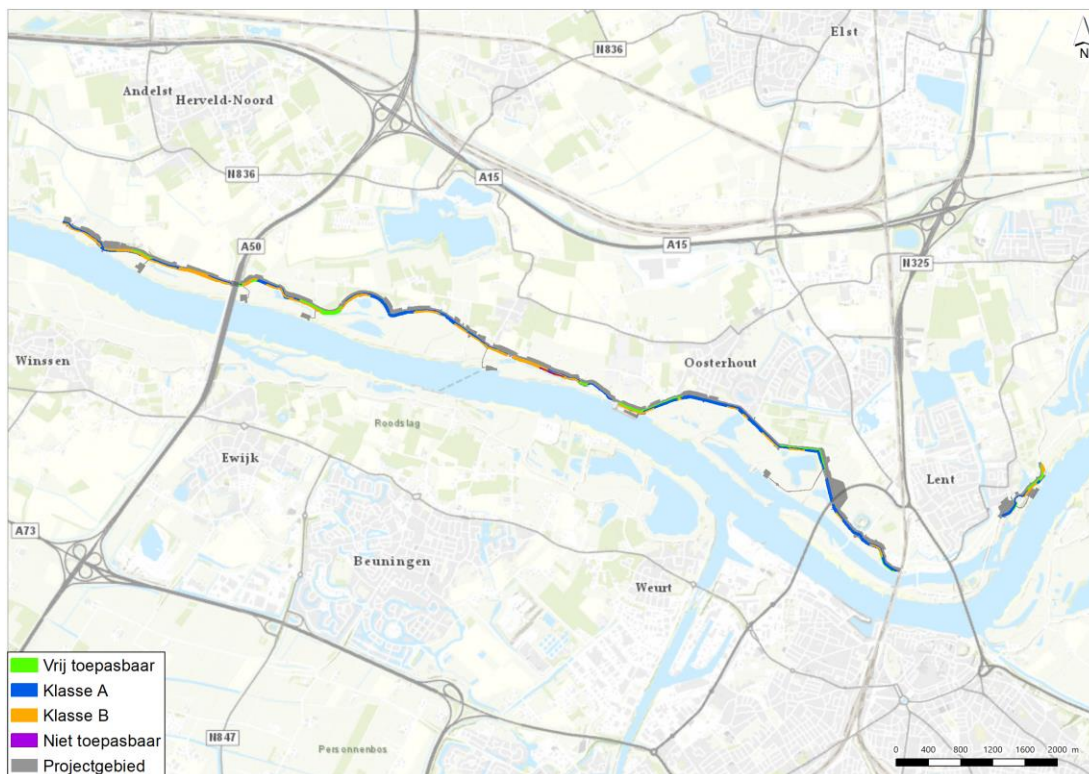 Elst
N836
N
Andelst
Herveld-Noord
N836
A15
A50
A15
N325
Winssen
Oosterhout
Roodslag
Ewijk
Lent
A73
Beuningen
Weurt
Vrij toepasbaar
Klasse A
Klasse B
Niet toepasbaar
Projectgebied
N847
Personnenbos
0 400 800 1200 1600 2000 m